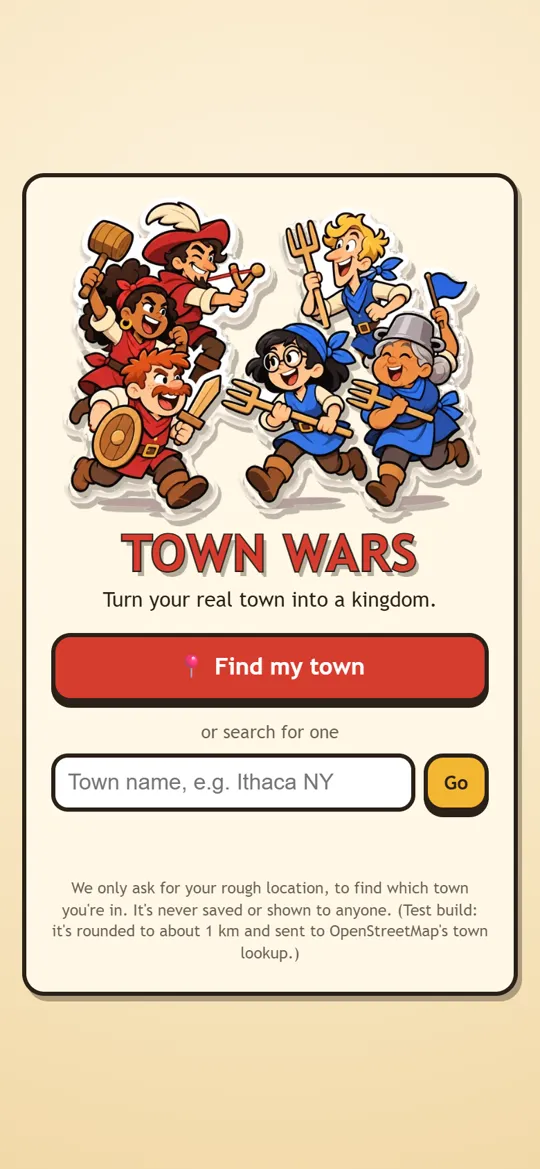 TOWN WARS
Turn your real town into a kingdom.
Find my town
or search for one
Town name, e.g. Ithaca NY
Go
We only ask for your rough location, to find which town
you're in. It's never saved or shown to anyone. (Test build:
it's rounded to about 1 km and sent to OpenStreetMap's town
lookup.)